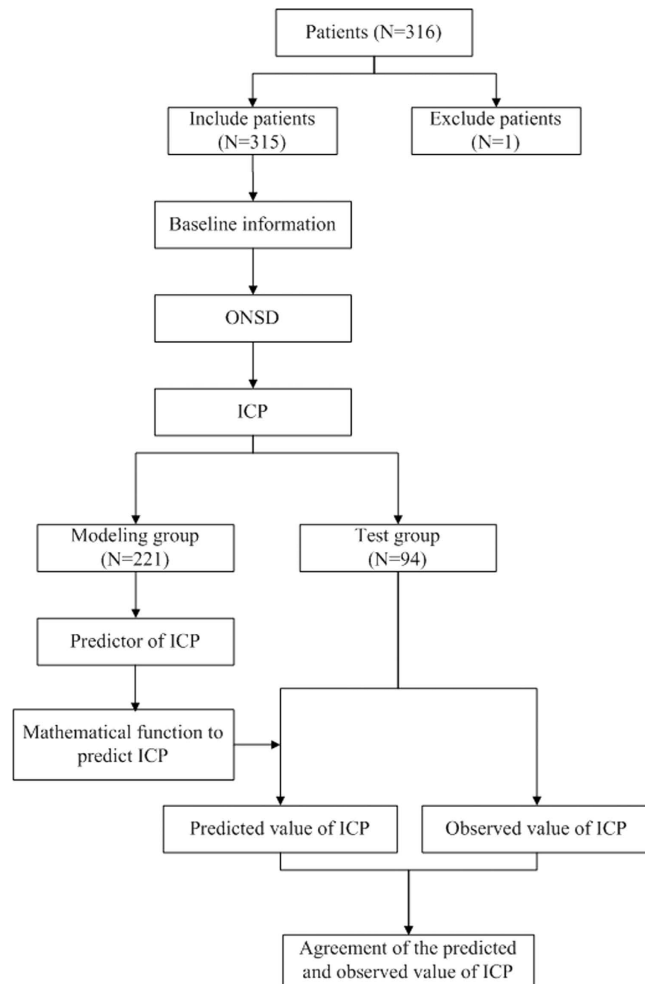 Patients (N=316)
Include patients
(N=315)
Exclude patients
(N=1)
Baseline information
ONSD
ICP
Modeling group
(N=221)
Test group
(N=94)
Predictor of ICP
Mathematical function to
predict ICP
Predicted value of ICP
Observed value of ICP
Agreement of the predicted
and observed value of ICP